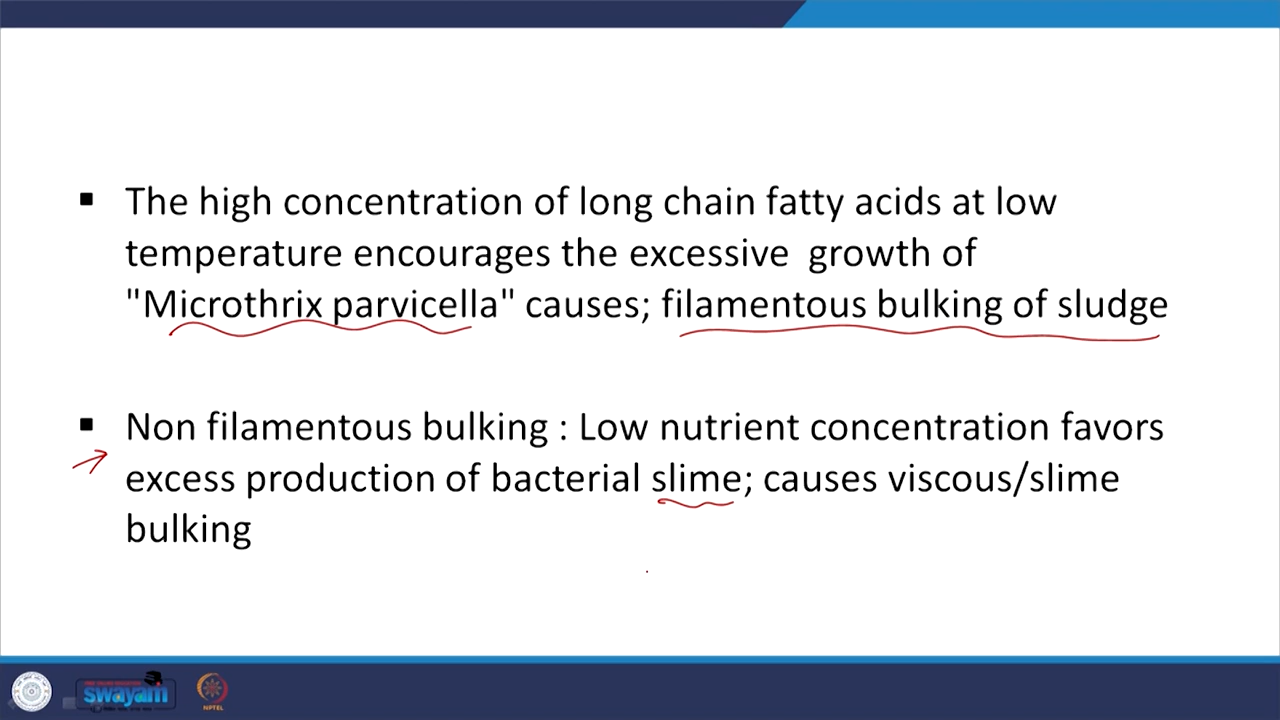 ▪ The high concentration of long chain fatty acids at low
temperature encourages the excessive growth of
"Microthrix parvicella" causes; filamentous bulking of sludge
▪ Non filamentous bulking : Low nutrient concentration favors
excess production of bacterial slime; causes viscous/slime
bulking
swayam
NPTEL